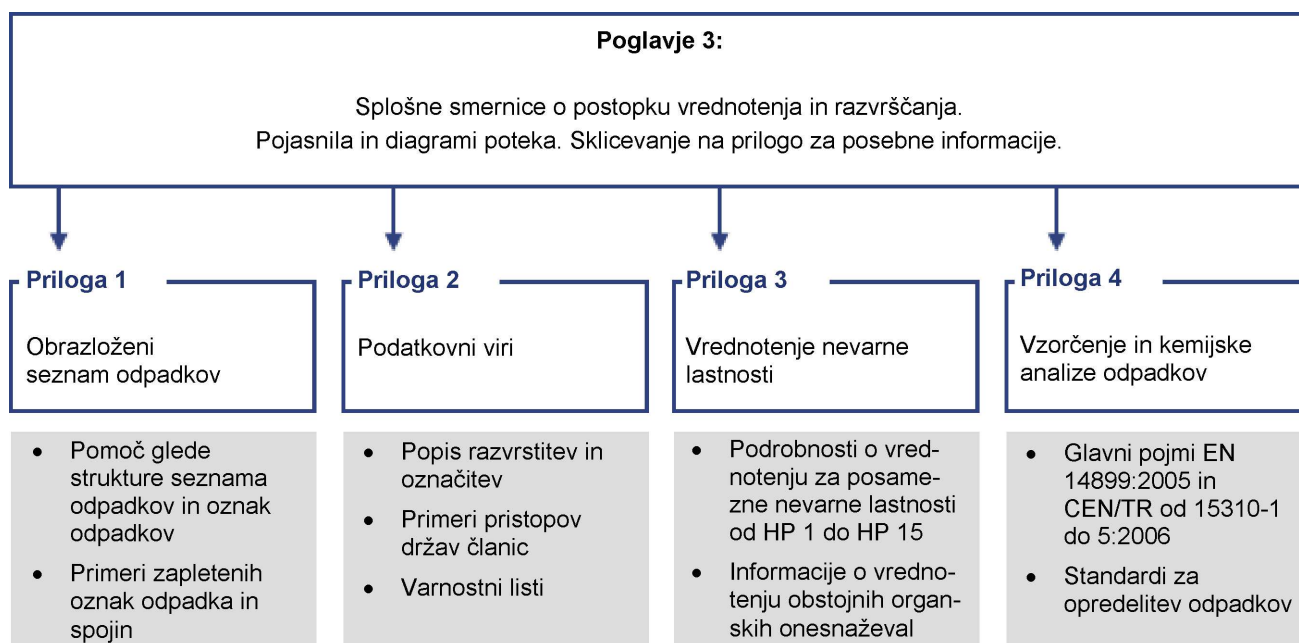 Poglavje 3:
Splošne smernice o postopku vrednotenja in razvrščanja.
Pojasnila in diagrami poteka. Sklicevanje na prilogo za posebne informacije.
Priloga 1
Obrazloženi
seznam odpadkov
• Pomoč glede
strukture seznama
odpadkov in oznak
odpadkov
• Primeri zapletenih
oznak odpadka in
spojin
Priloga 2
Podatkovni viri
• Popis razvrstitev in
označitev
• Primeri pristopov
držav članic
• Varnostni listi
Priloga 3
Vrednotenje nevarne
lastnosti
• Podrobnosti o vred-
notenju za posame-
zne nevarne lastnosti
od HP 1 do HP 15
• Informacije o vredno-
tenju obstojnih organ-
skih onesnaževal
Priloga 4
Vzorčenje in kemijske
analize odpadkov
• Glavni pojmi EN
14899:2005 in
CEN/TR od 15310-1
do 5:2006
• Standardi za
opredelitev odpadkov